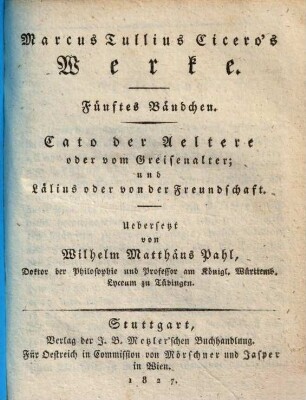 Marcus Tullius Cicero's
Werke.
Fünftes Bändchen.
Cato der Aeltere
oder vom Greisenalter;
und
Lälius oder von der Freundschaft.
Uebersetzt
von
Wilhelm Matthäus Pahl,
Doktor der Philosophie und Professor am Königl. Württemb.
Lyceum zu Tübingen.
Stuttgart,
Verlag der J. B. Metzler'schen Buchhandlung.
Für Oestreich in Commission von Mörschner und Jasper
in Wien.
1827.